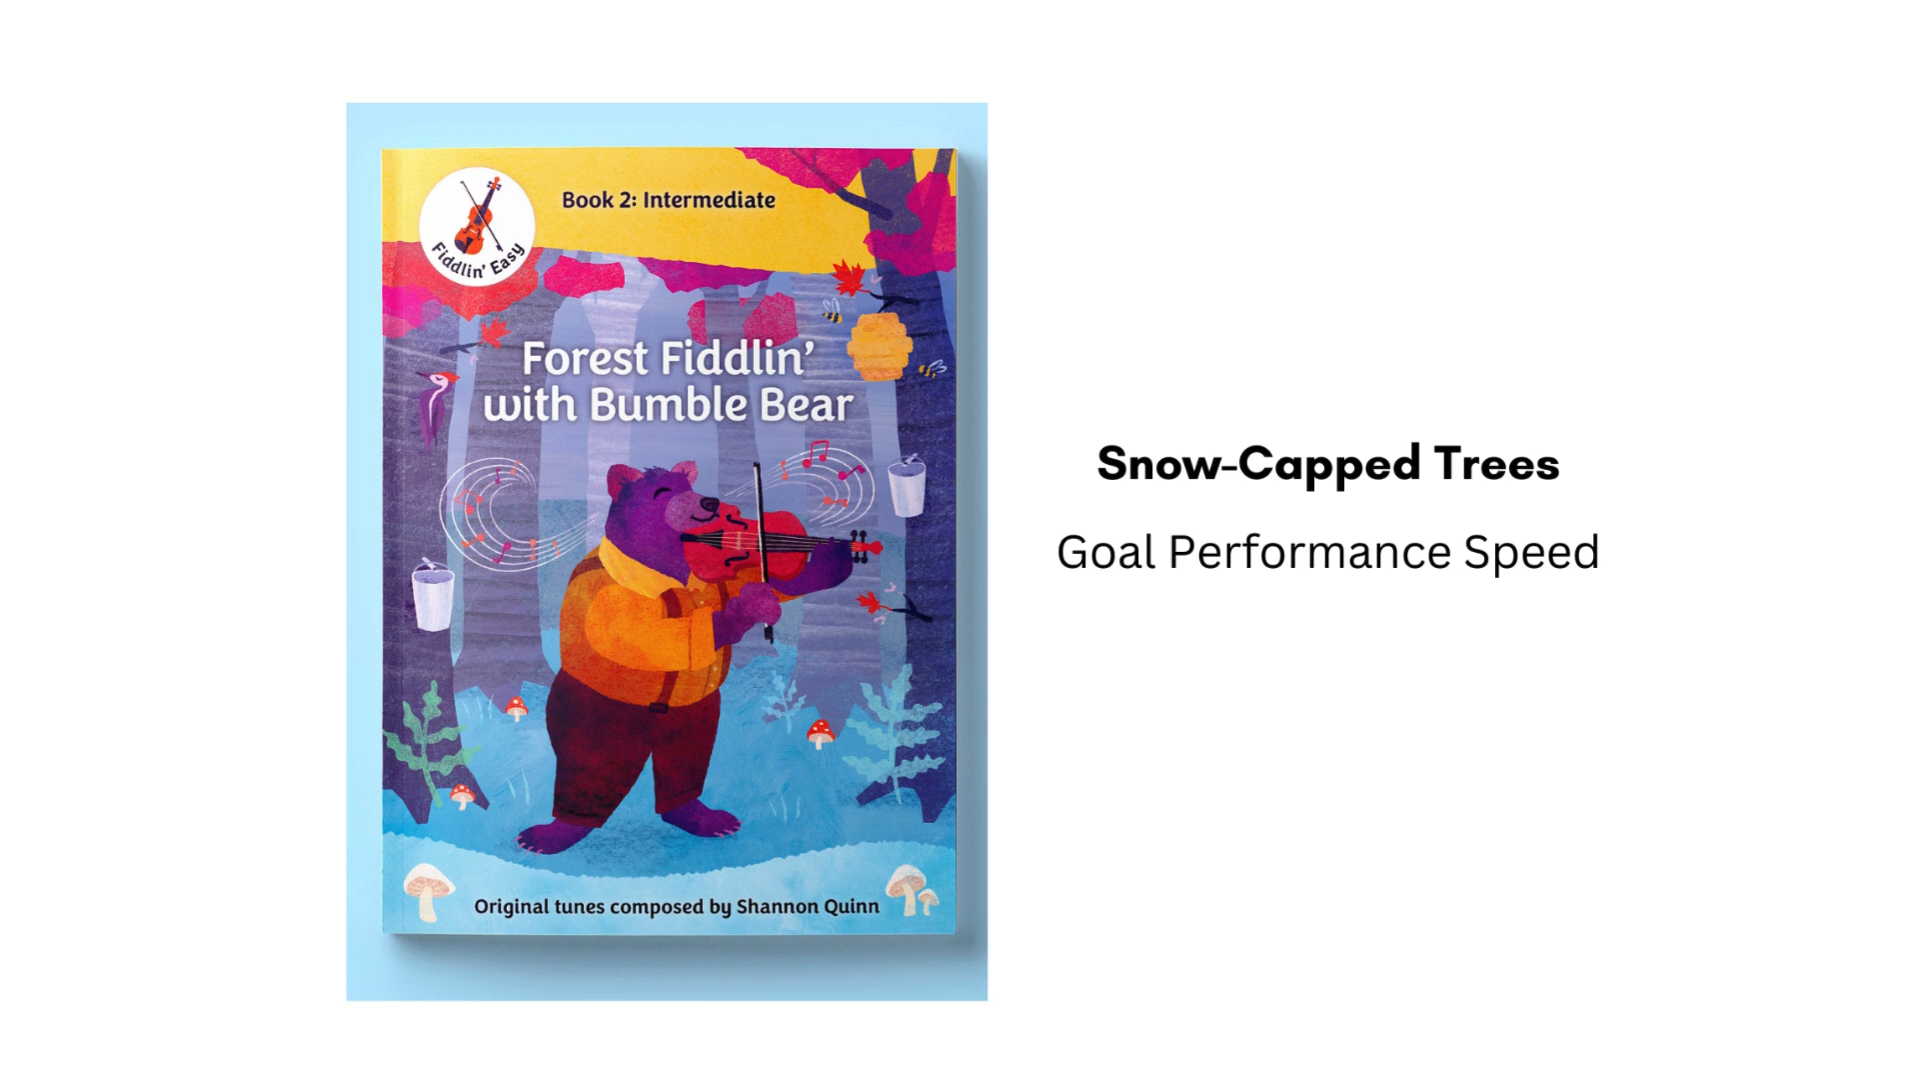 Book 2: Intermediate
Fiddlin' Easy
Forest Fiddlin'
with Bumble Bear
Original tunes composed by Shannon Quinn
Snow-Capped Trees
Goal Performance Speed